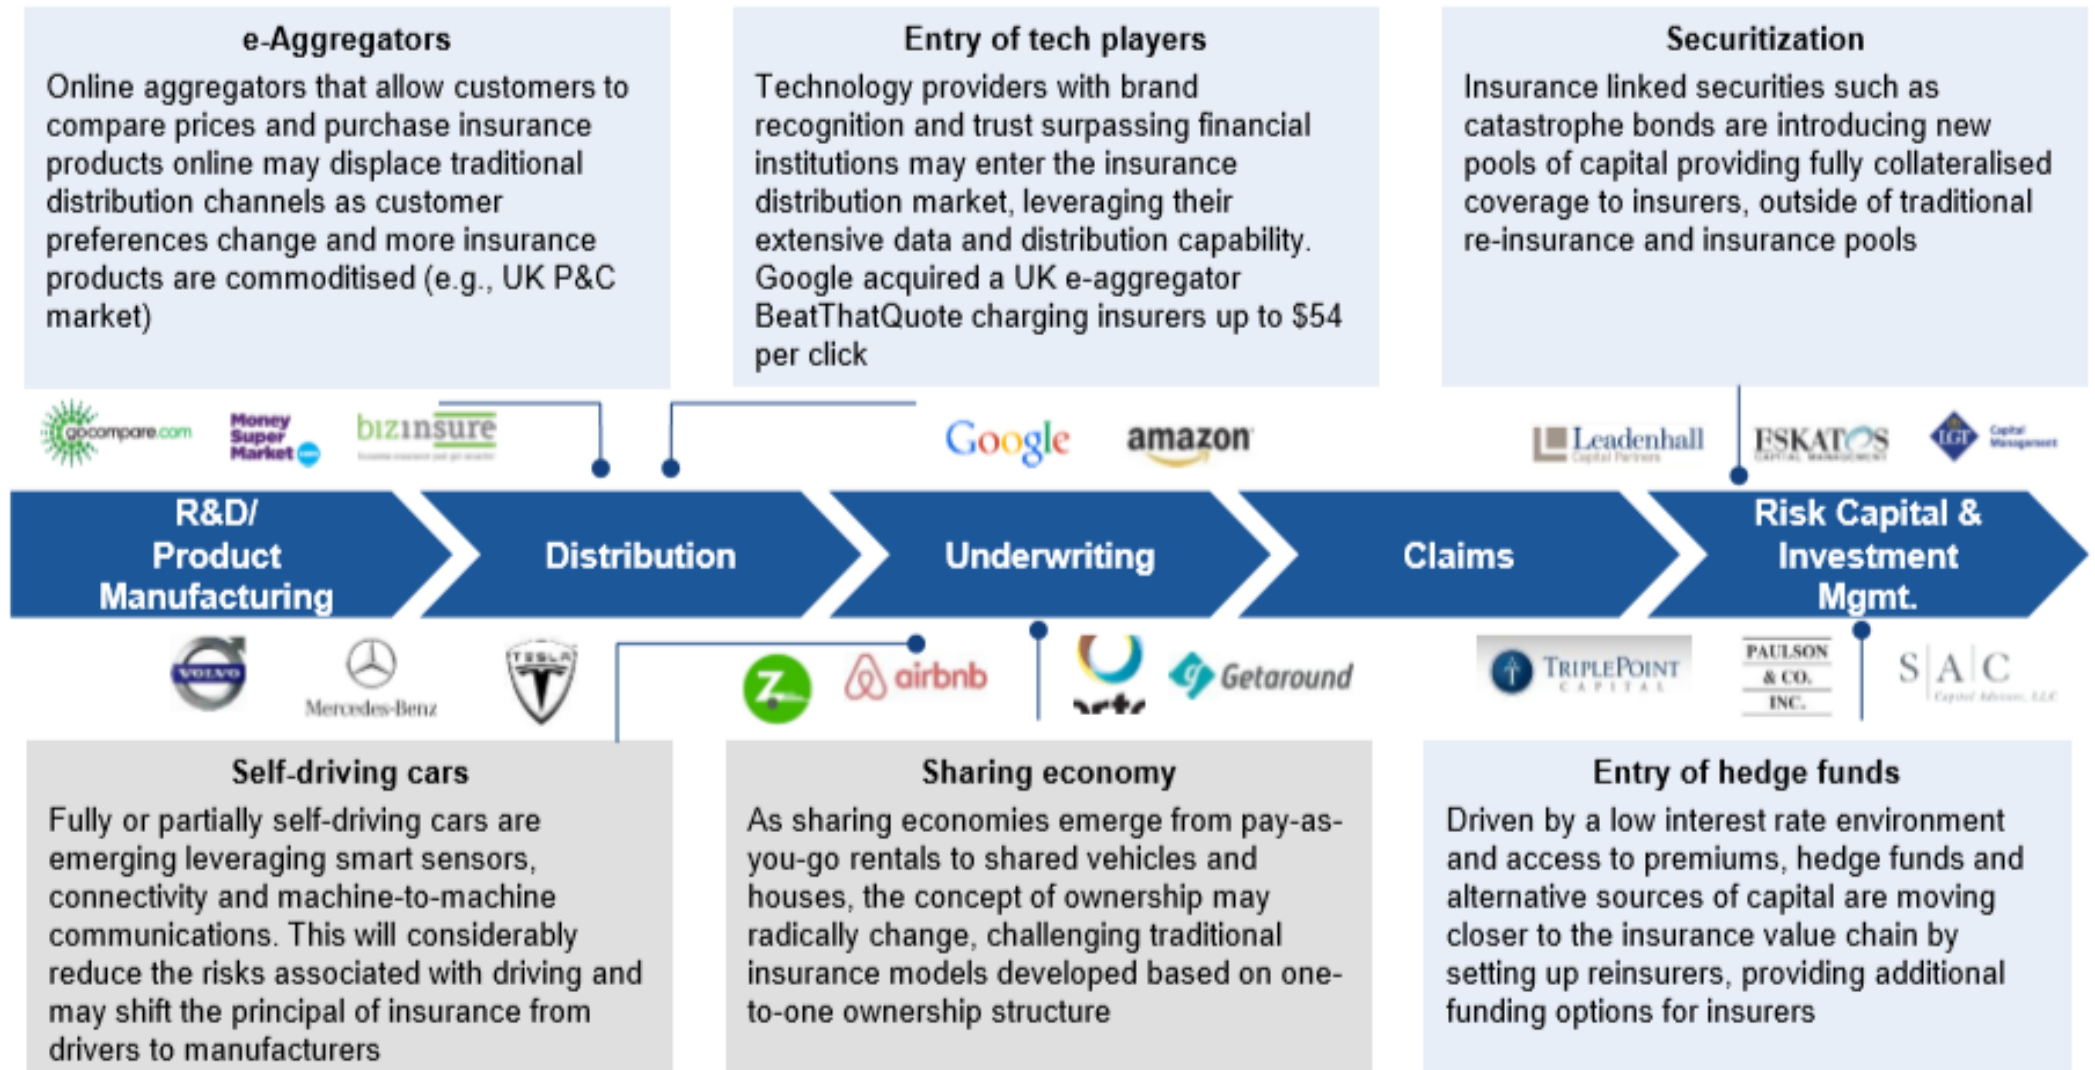 e-Aggregators
Online aggregators that allow customers to
compare prices and purchase insurance
products online may displace traditional
distribution channels as customer
preferences change and more insurance
products are commoditised (e.g., UK P&C
market)
Entry of tech players
Technology providers with brand
recognition and trust surpassing financial
institutions may enter the insurance
distribution market, leveraging their
extensive data and distribution capability.
Google acquired a UK e-aggregator
BeatThatQuote charging insurers up to $54
per click
Securitization
Insurance linked securities such as
catastrophe bonds are introducing new
pools of capital providing fully collateralised
coverage to insurers, outside of traditional
re-insurance and insurance pools
gocompare.com
Money
Super
Market
bizinsure
Google
amazon
Leadenhall
Capital Partners
ESKATOS
CAPITAL MANAGEMENT
LGT
Capital
Management
R&D/
Product
Manufacturing
Distribution
Underwriting
Claims
Risk Capital &
Investment
Mgmt.
VOLVO
Mercedes-Benz
TESLA
Z
airbnb
Getaround
TRIPLEPOINT
CAPITAL
PAULSON
& CO.
INC.
S|A|C
Capital Advisors, LLC
Self-driving cars
Fully or partially self-driving cars are
emerging leveraging smart sensors,
connectivity and machine-to-machine
communications. This will considerably
reduce the risks associated with driving and
may shift the principal of insurance from
drivers to manufacturers
Sharing economy
As sharing economies emerge from pay-as-
you-go rentals to shared vehicles and
houses, the concept of ownership may
radically change, challenging traditional
insurance models developed based on one-
to-one ownership structure
Entry of hedge funds
Driven by a low interest rate environment
and access to premiums, hedge funds and
alternative sources of capital are moving
closer to the insurance value chain by
setting up reinsurers, providing additional
funding options for insurers